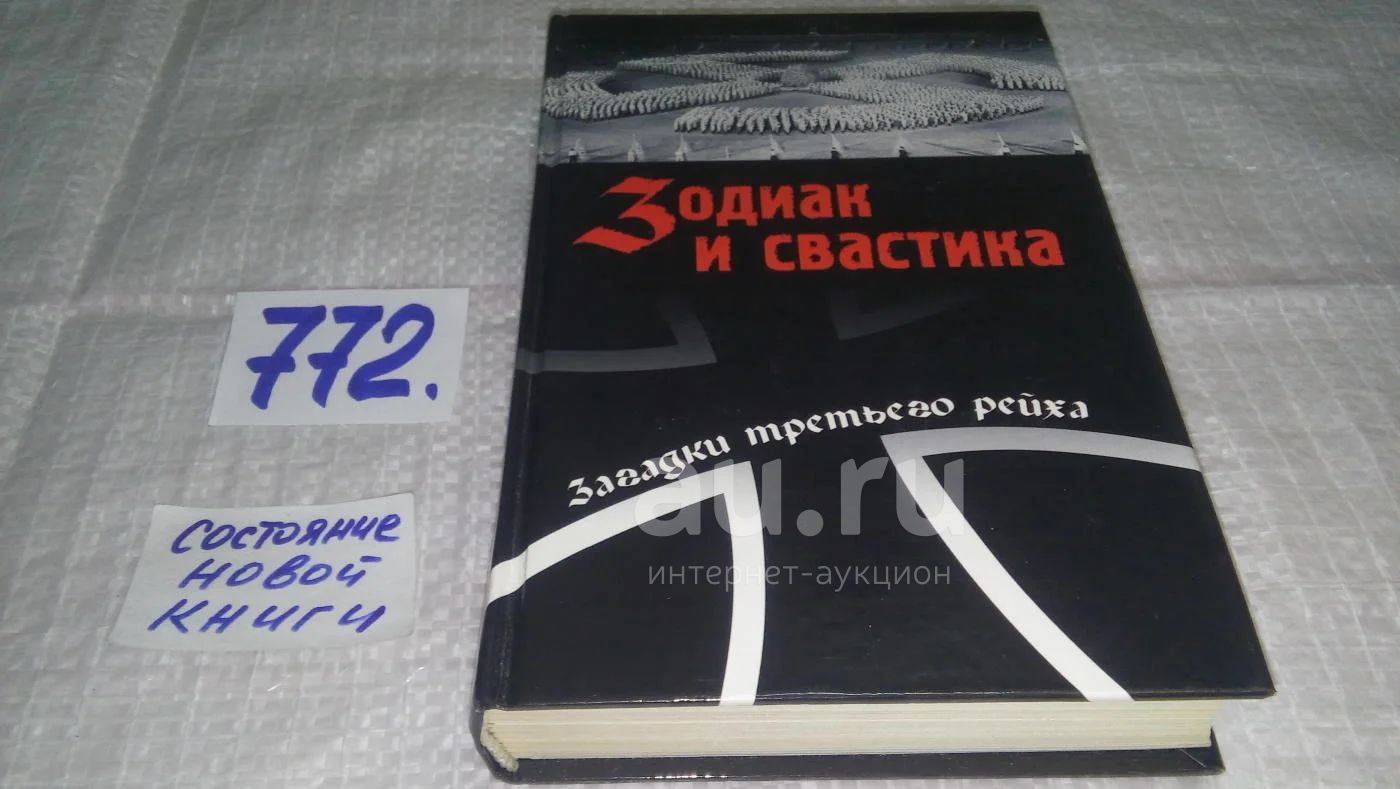 Зодиак
и свастика
Загадки третьего рейха
772.
состояние
новой
книги
au.ru
интернет-аукцион